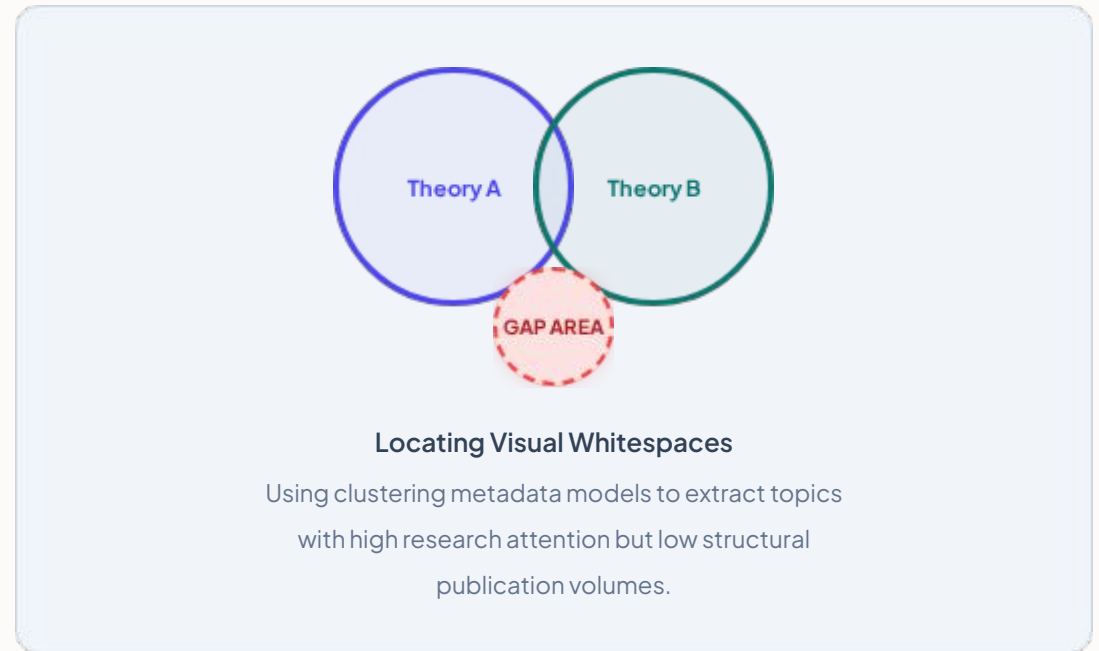 Theory A
Theory B
GAP AREA
Locating Visual Whitespaces
Using clustering metadata models to extract topics
with high research attention but low structural
publication volumes.